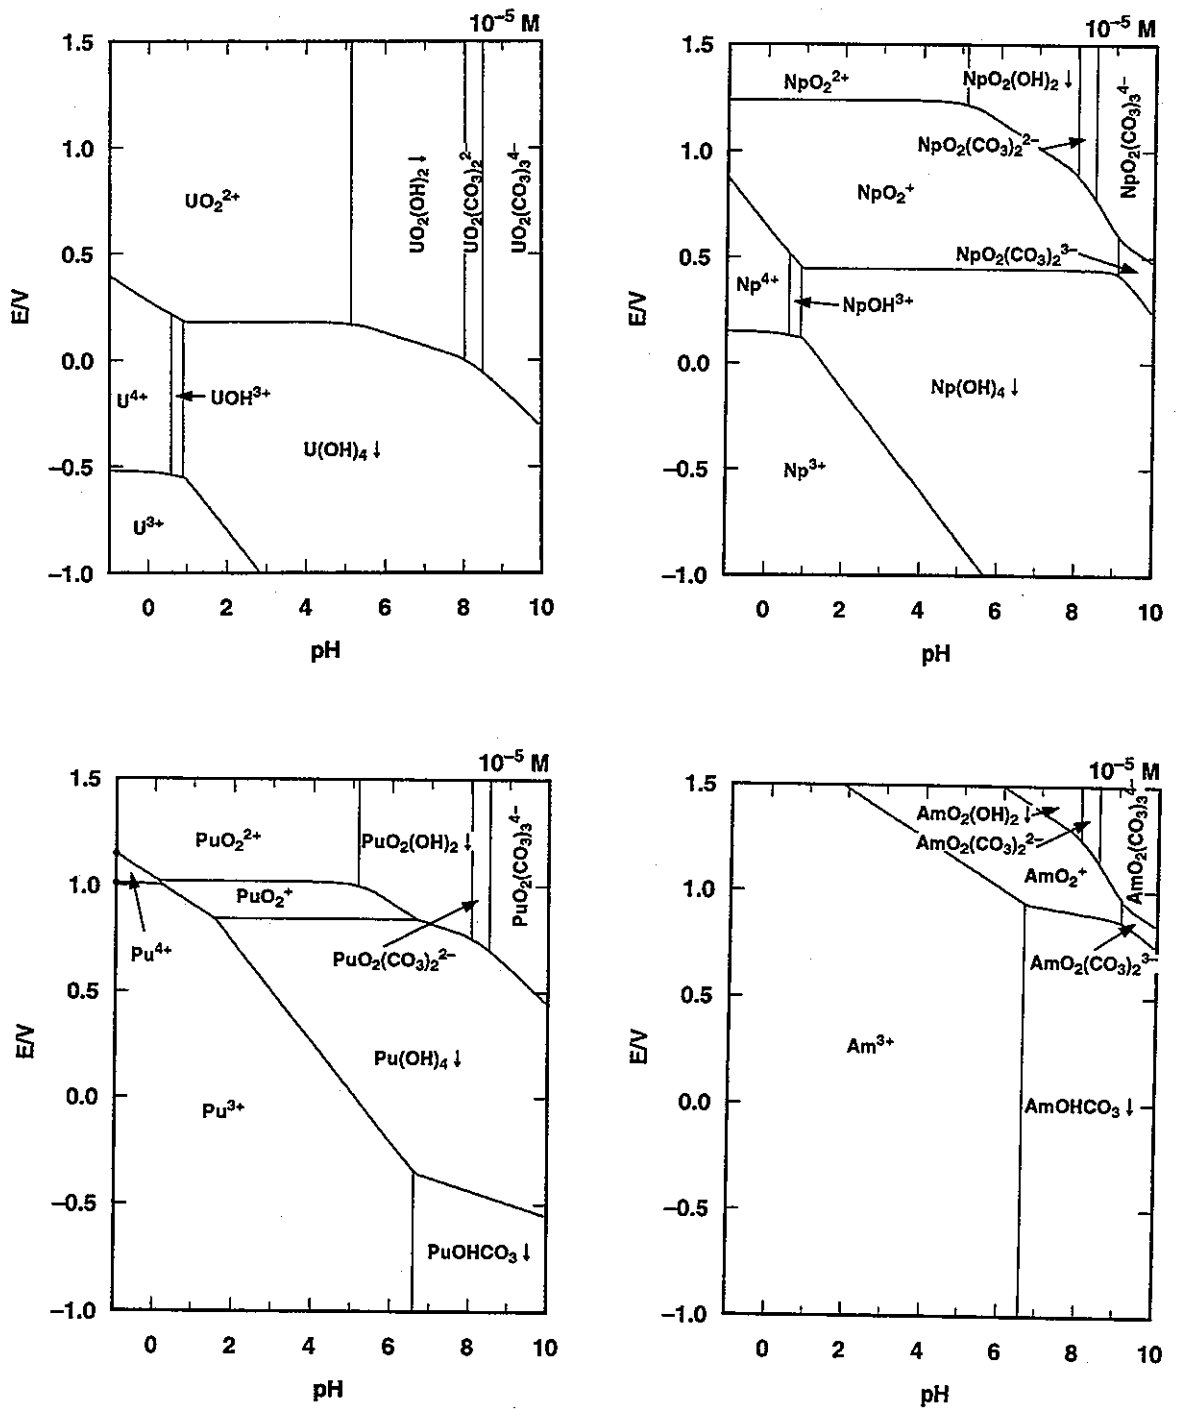 10⁻⁵ M
1.5
1.0
0.5
0.0
–0.5
–1.0
E/V
UO₂²⁺
UO₂(OH)₂↓
UO₂(CO₃)₂²⁻
UO₂(CO₃)₃⁴⁻
U⁴⁺
UOH³⁺
U(OH)₄↓
U³⁺
0 2 4 6 8 10
pH
10⁻⁵ M
1.5
1.0
0.5
0.0
–0.5
–1.0
E/V
NpO₂²⁺
NpO₂(OH)₂↓
NpO₂(CO₃)₂²⁻
NpO₂(CO₃)₃⁴⁻
NpO₂⁺
NpO₂(CO₃)₂³⁻
Np⁴⁺
NpOH³⁺
Np(OH)₄↓
Np³⁺
0 2 4 6 8 10
pH
10⁻⁵ M
1.5
1.0
0.5
0.0
–0.5
–1.0
E/V
PuO₂²⁺
PuO₂(OH)₂↓
PuO₂(CO₃)₃⁴⁻
PuO₂⁺
Pu⁴⁺
PuO₂(CO₃)₂²⁻
Pu(OH)₄↓
Pu³⁺
PuOHCO₃↓
0 2 4 6 8 10
pH
10⁻⁵ M
1.5
1.0
0.5
0.0
–0.5
–1.0
E/V
AmO₂(OH)₂↓
AmO₂(CO₃)₂²⁻
AmO₂(CO₃)₃⁴⁻
AmO₂⁺
AmO₂(CO₃)₂³⁻
Am³⁺
AmOHCO₃↓
0 2 4 6 8 10
pH